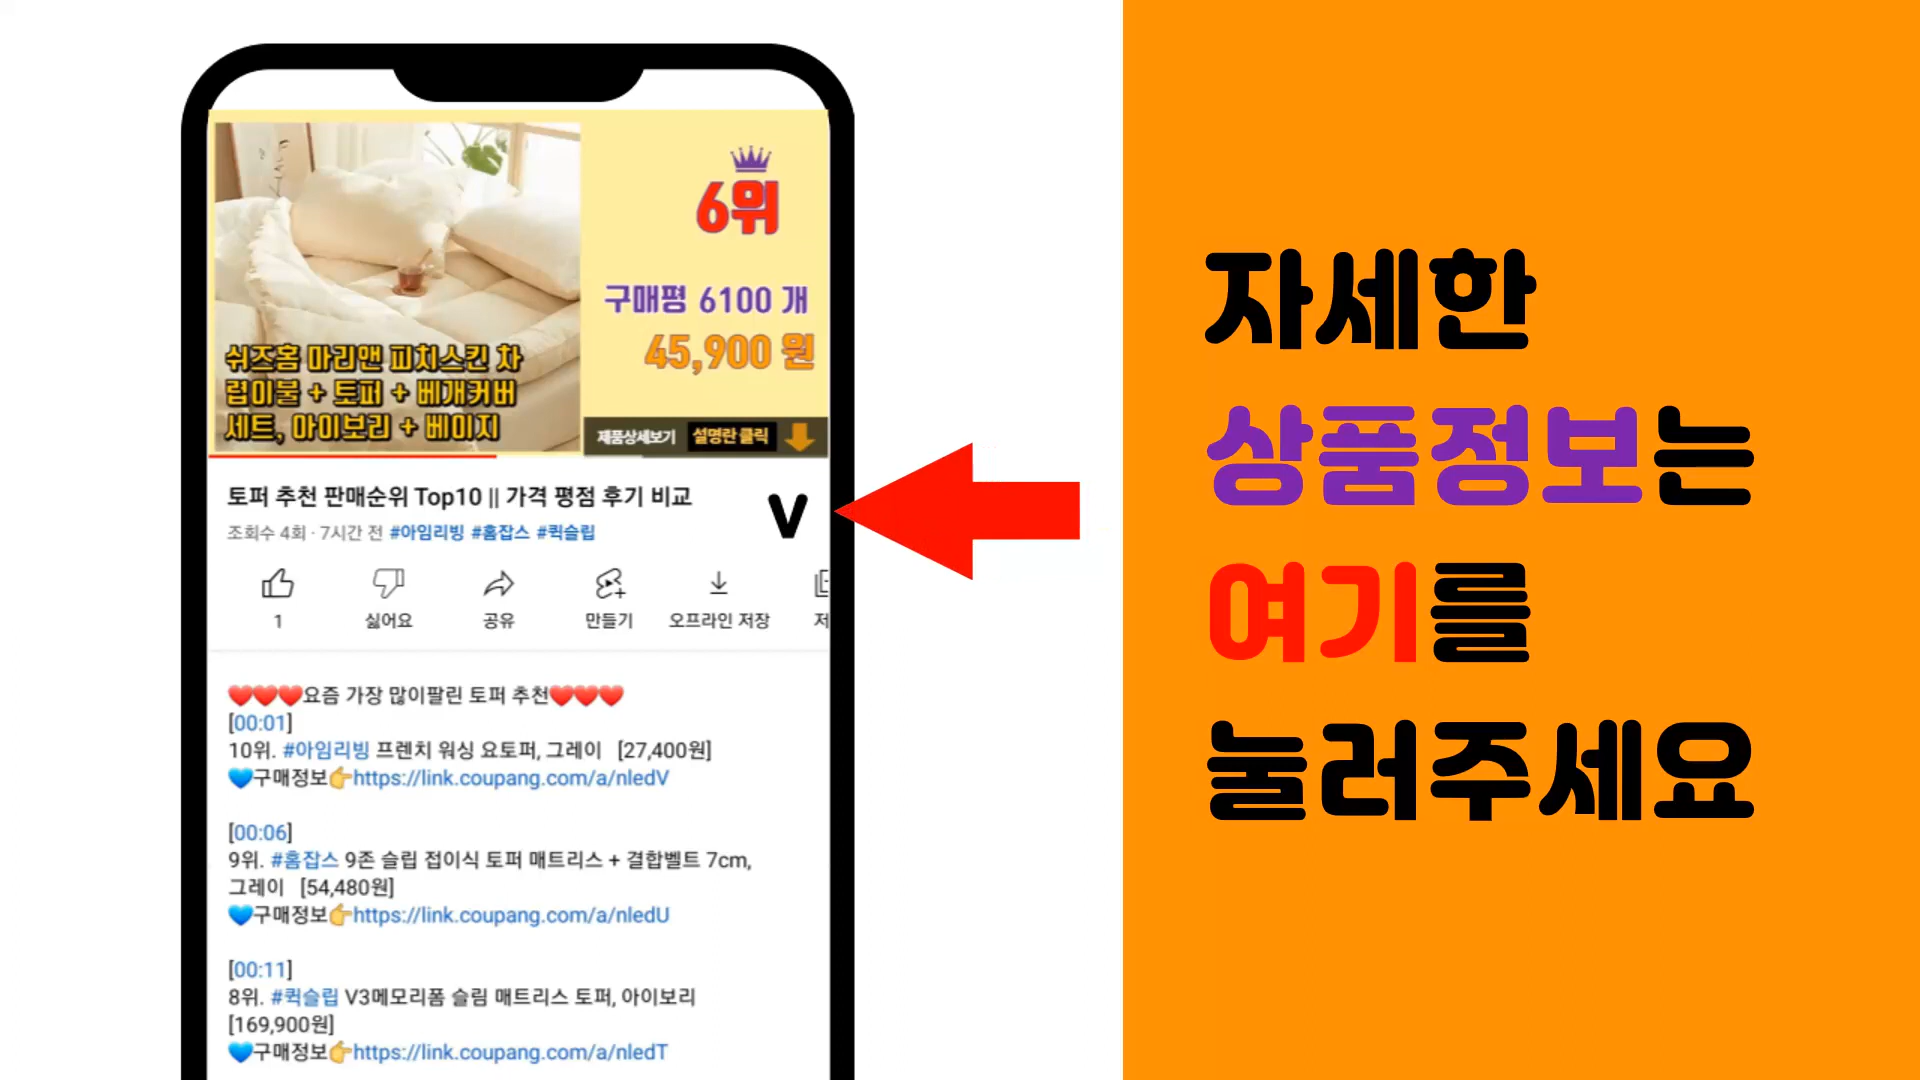 6위
구매평 6100 개
45,900 원
쉬즈홈 마리앤 피치스킨 차
렵이불 + 토퍼 + 베개커버
세트, 아이보리 + 베이지
제품상세보기 설명란 클릭
토퍼 추천 판매순위 Top10 || 가격 평점 후기 비교
V
조회수 4회 · 7시간 전 #아임리빙 #홈잡스 #퀵슬립
1 싫어요 공유 만들기 오프라인 저장 저
❤️❤️❤️요즘 가장 많이팔린 토퍼 추천❤️❤️❤️
[00:01]
10위. #아임리빙 프렌치 워싱 요토퍼, 그레이 [27,400원]
💙구매정보👉https://link.coupang.com/a/nledV
[00:06]
9위. #홈잡스 9존 슬립 접이식 토퍼 매트리스 + 결합벨트 7cm,
그레이 [54,480원]
💙구매정보👉https://link.coupang.com/a/nledU
[00:11]
8위. #퀵슬립 V3메모리폼 슬림 매트리스 토퍼, 아이보리
[169,900원]
💙구매정보👉https://link.coupang.com/a/nledT
자세한
상품정보는
여기를
눌러주세요